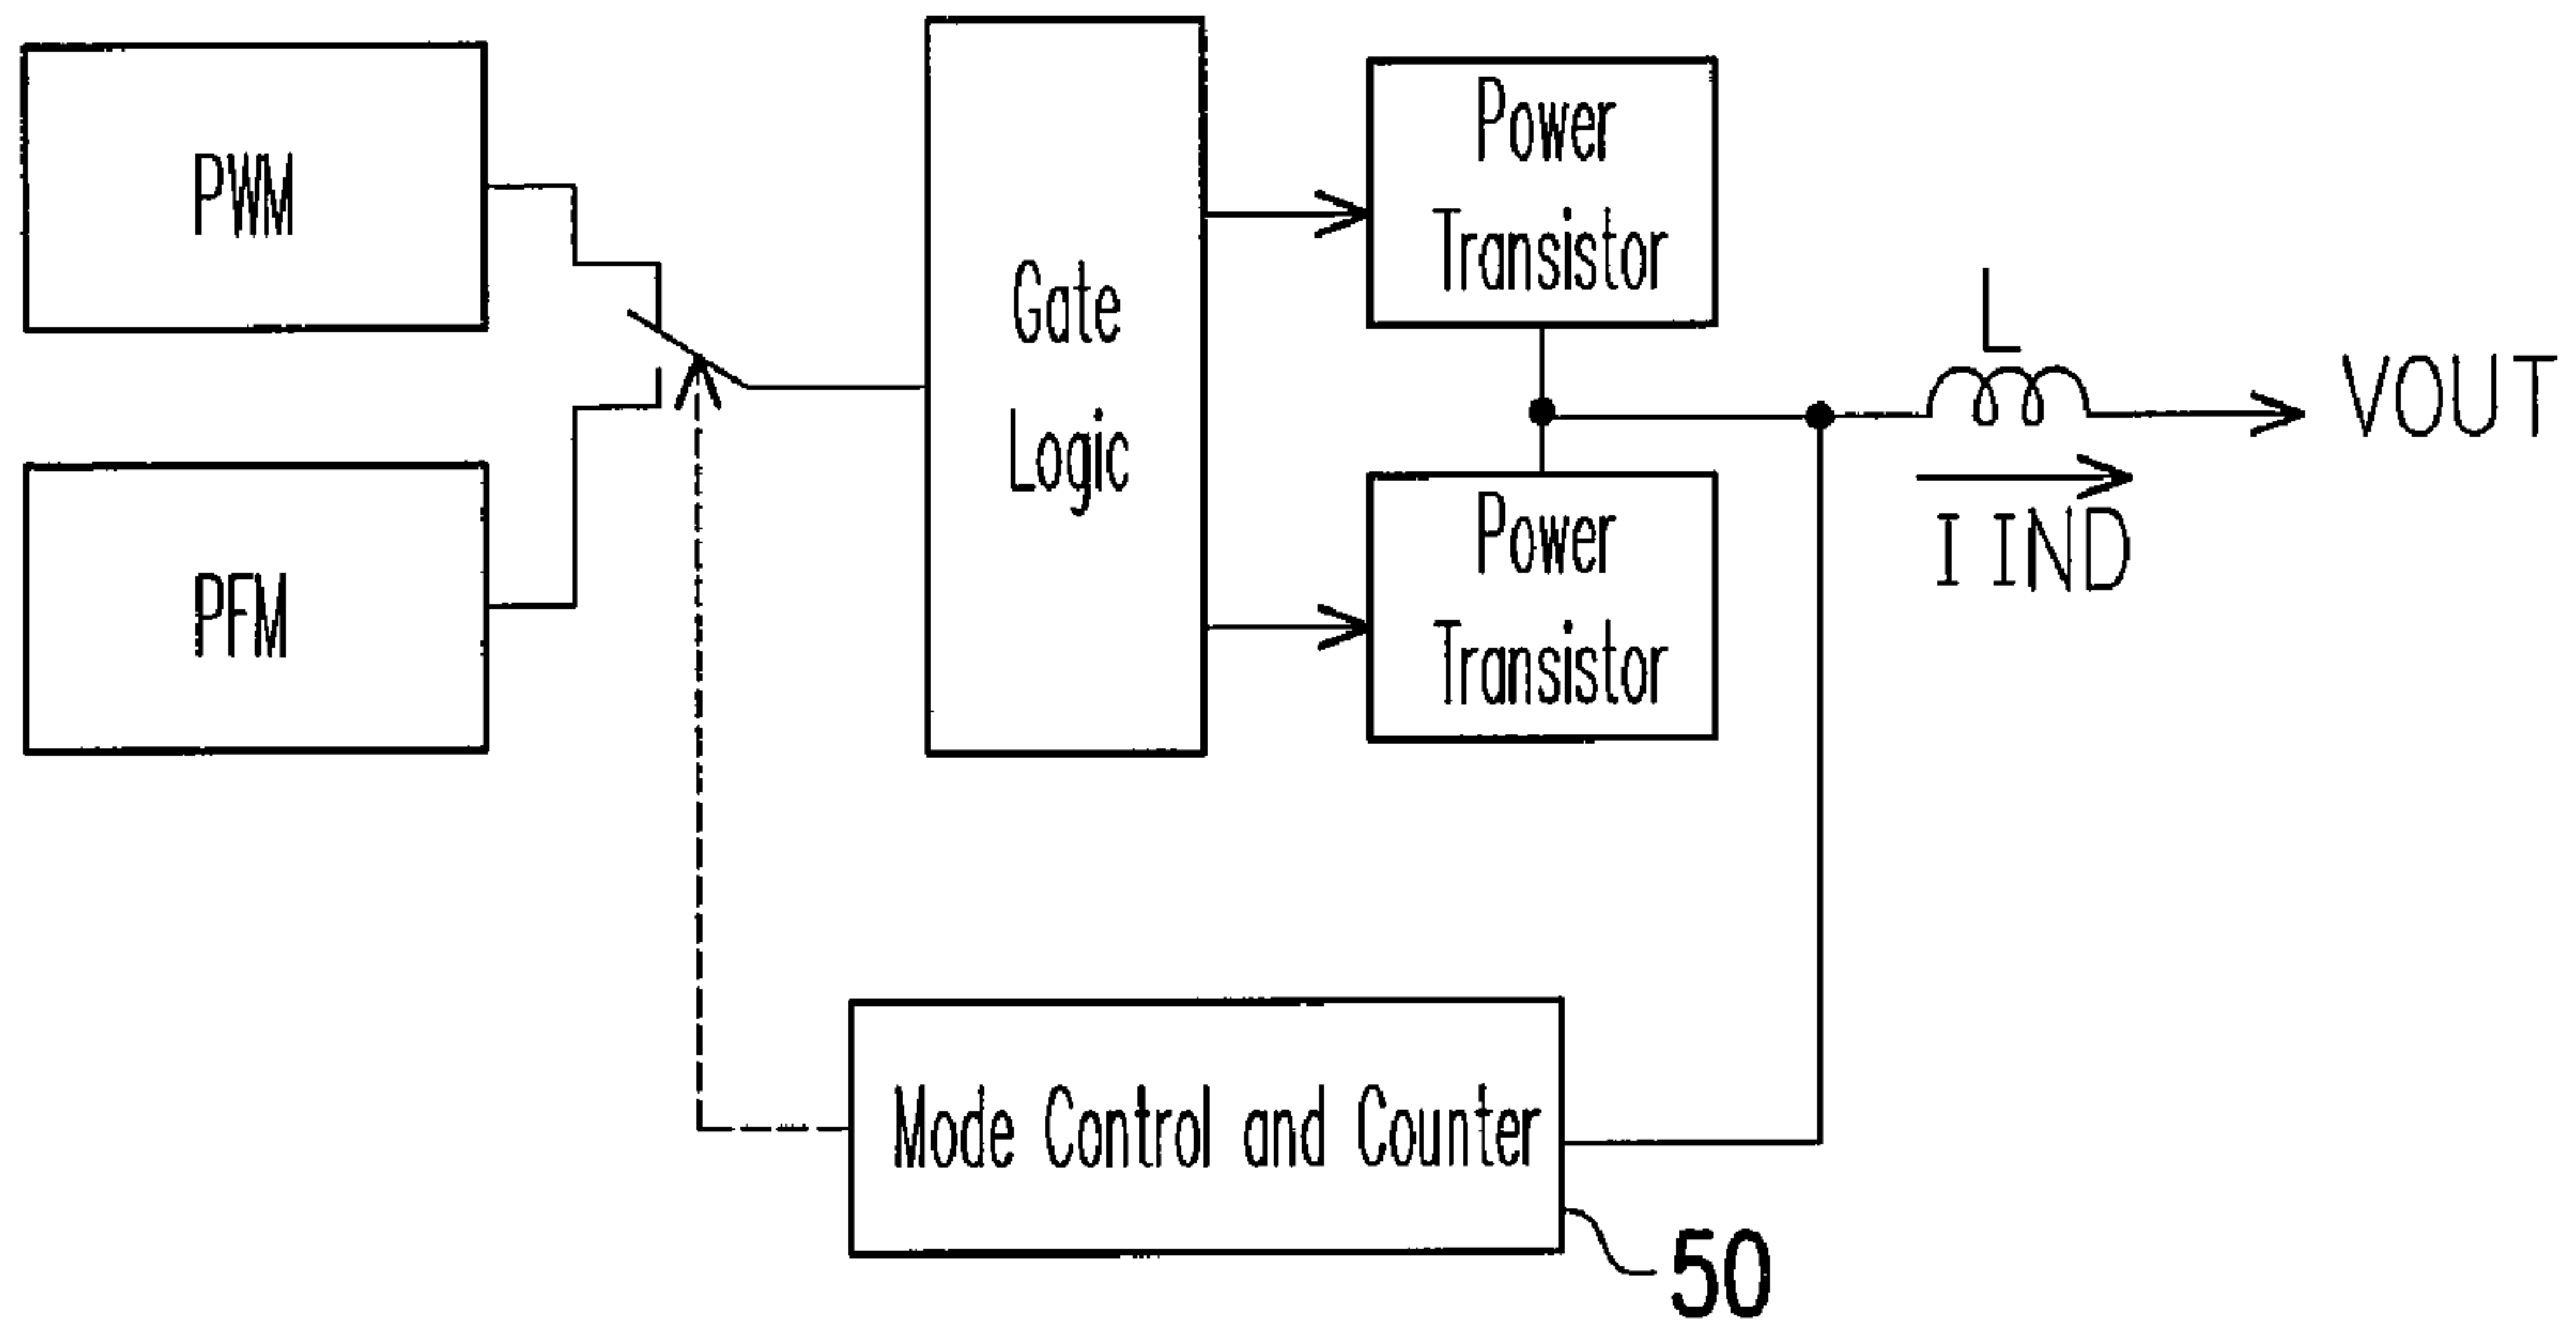 PWM
PFM
Gate
Logic
Power
Transistor
Power
Transistor
L
I IND
VOUT
Mode Control and Counter
50